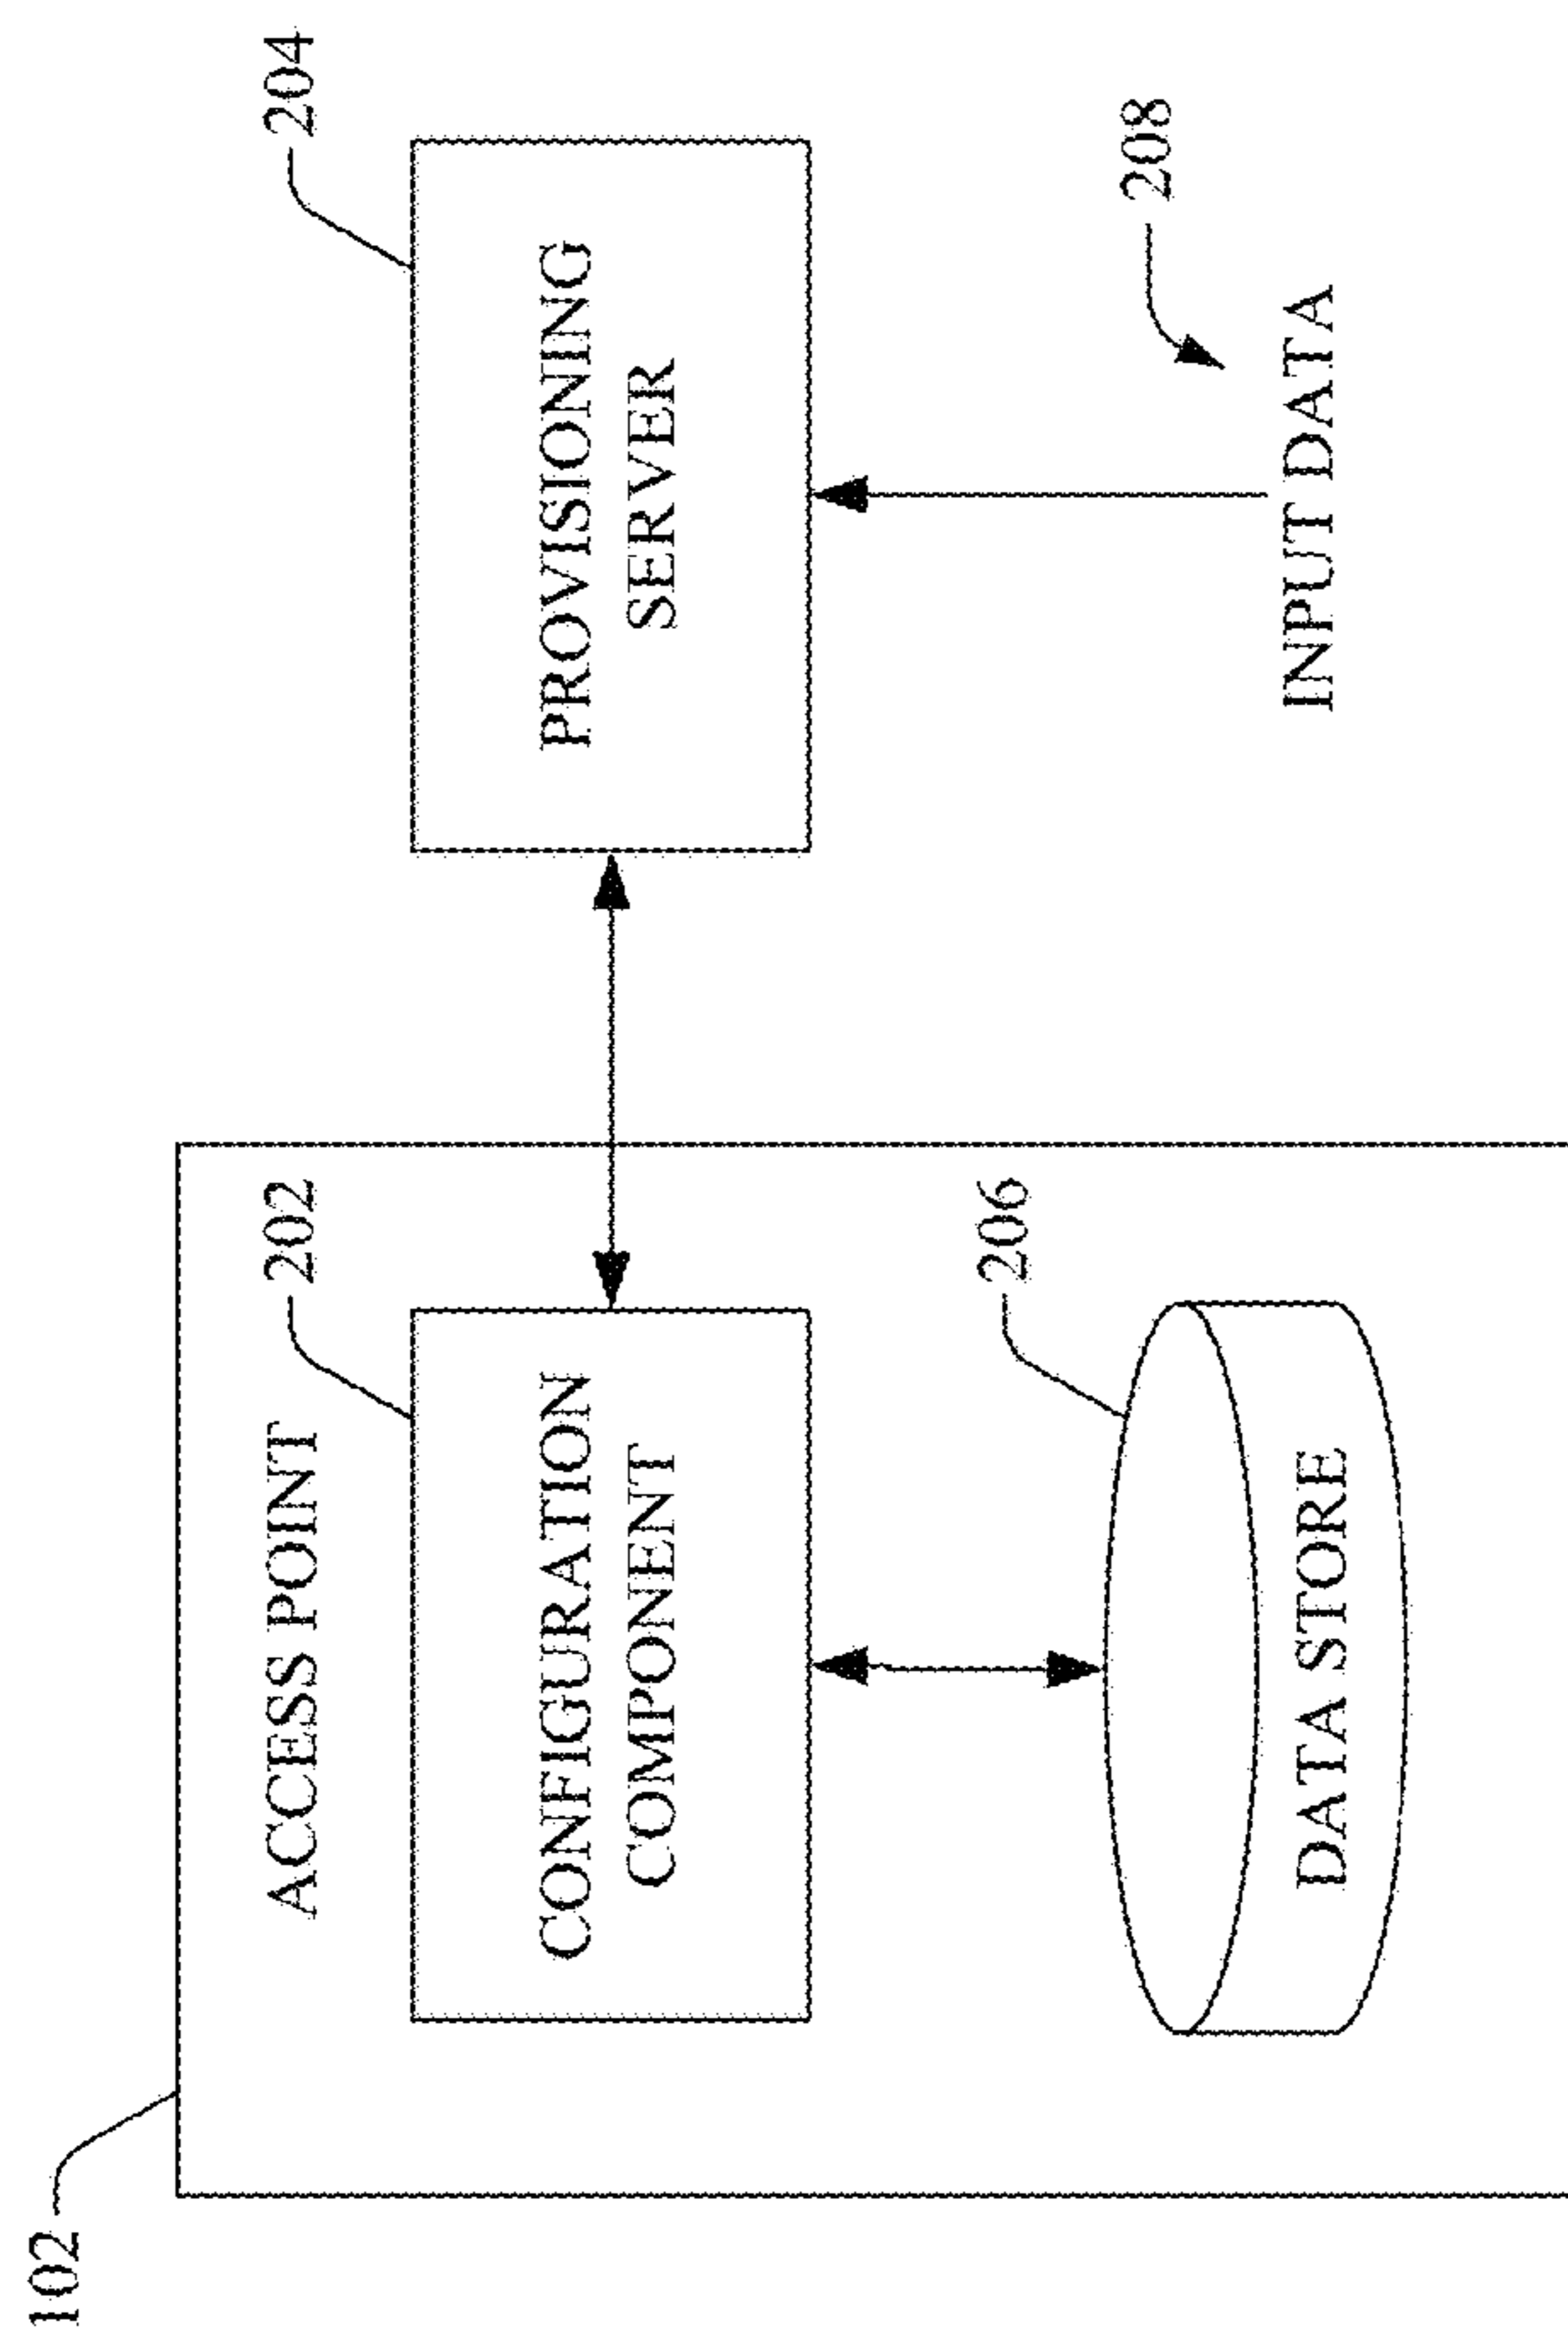 102
ACCESS POINT
202
CONFIGURATION
COMPONENT
206
DATA STORE
204
PROVISIONING
SERVER
208
INPUT DATA